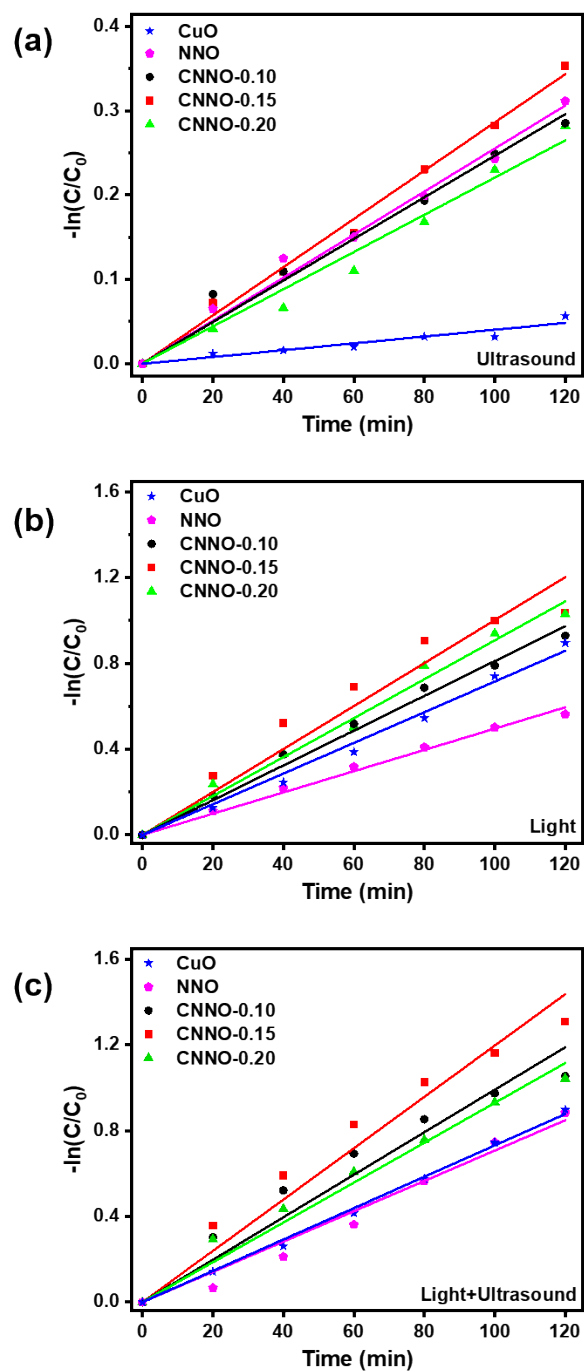 (a)
CuO
NNO
CNNO-0.10
CNNO-0.15
CNNO-0.20
-ln(C/C₀)
-0.4
0.3
0.2
0.1
0.0
0 20 40 60 80 100 120
Ultrasound
Time (min)
(b)
CuO
NNO
CNNO-0.10
CNNO-0.15
CNNO-0.20
-ln(C/C₀)
1.6
1.2
0.8
0.4
0.0
0 20 40 60 80 100 120
Light
Time (min)
(c)
CuO
NNO
CNNO-0.10
CNNO-0.15
CNNO-0.20
-ln(C/C₀)
1.6
1.2
0.8
0.4
0.0
0 20 40 60 80 100 120
Light+Ultrasound
Time (min)